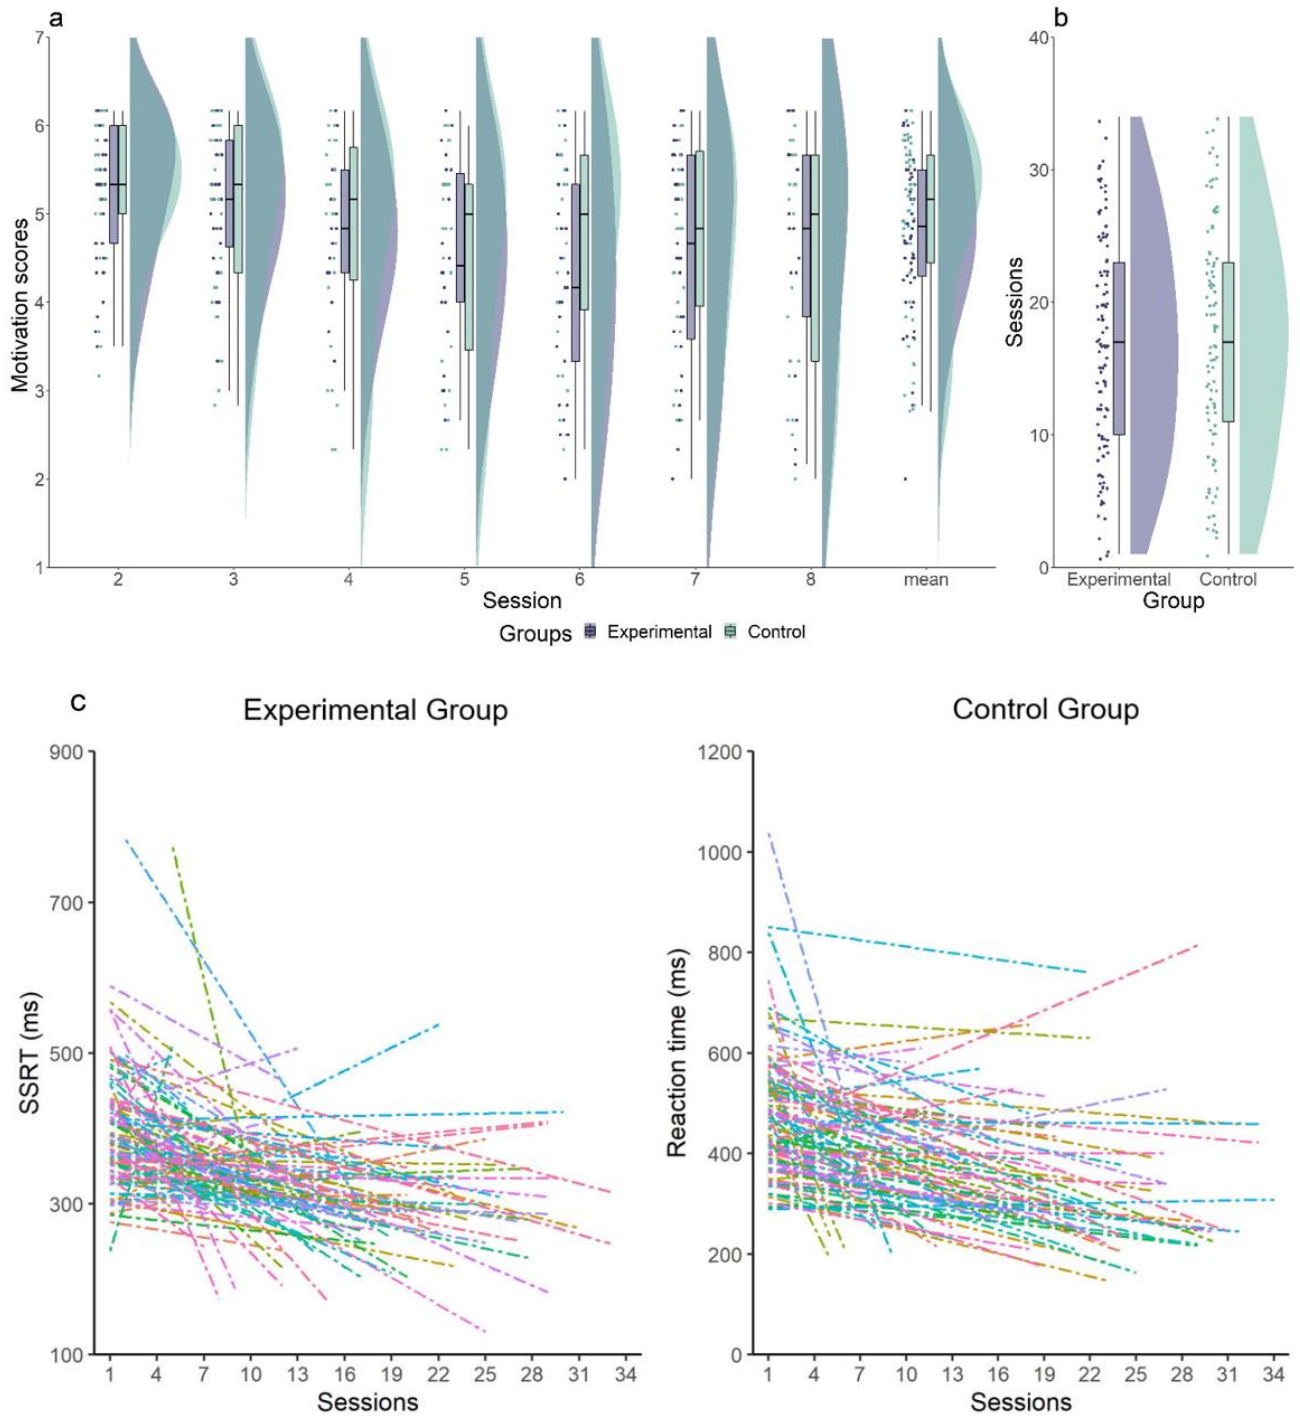 a
Motivation scores
7
6
5
4
3
2
1
2 3 4 5 6 7 8 mean
Session
Groups Experimental Control
b
Sessions
40
30
20
10
0
Experimental Control
Group
c
Experimental Group
SSRT (ms)
900
700
500
300
100
1 4 7 10 13 16 19 22 25 28 31 34
Sessions
Control Group
Reaction time (ms)
1200
1000
800
600
400
200
0
1 4 7 10 13 16 19 22 25 28 31 34
Sessions